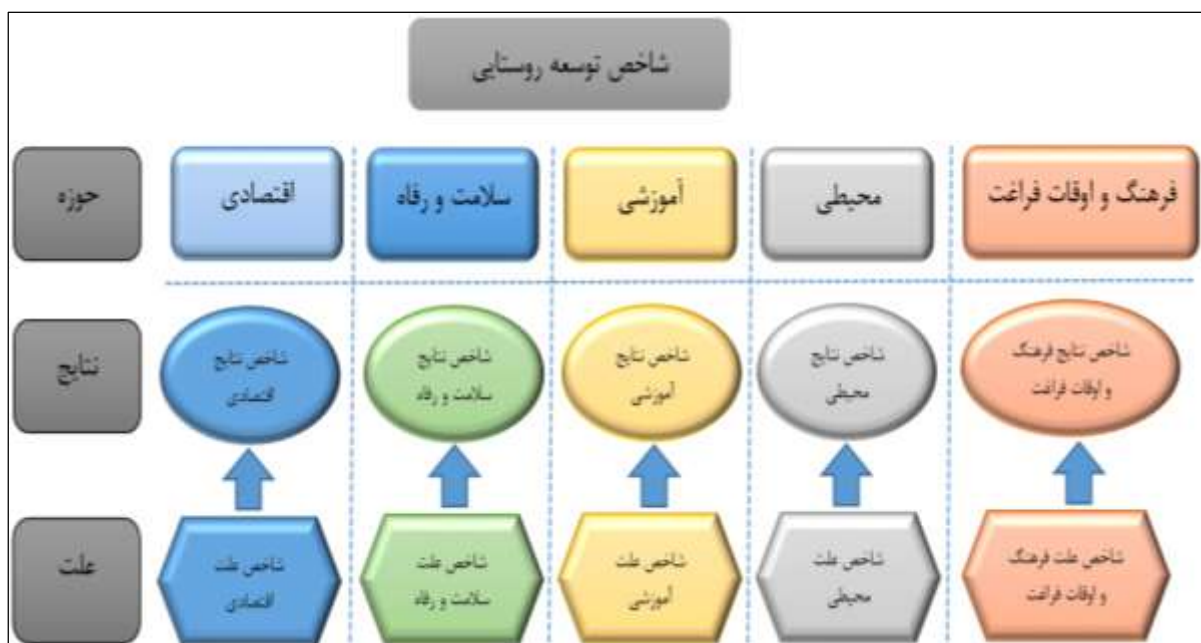 شاخص توسعه روستایی
حوزه
اقتصادی
سلامت و رفاه
آموزشی
محیطی
فرهنگ و اوقات فراغت
نتایج
شاخص نتایج
اقتصادی
شاخص نتایج
سلامت و رفاه
شاخص نتایج
آموزشی
شاخص نتایج
محیطی
شاخص نتایج فرهنگ
و اوقات فراغت
علت
شاخص علت
اقتصادی
شاخص علت
سلامت و رفاه
شاخص علت
آموزشی
شاخص علت
محیطی
شاخص علت فرهنگ
و اوقات فراغت